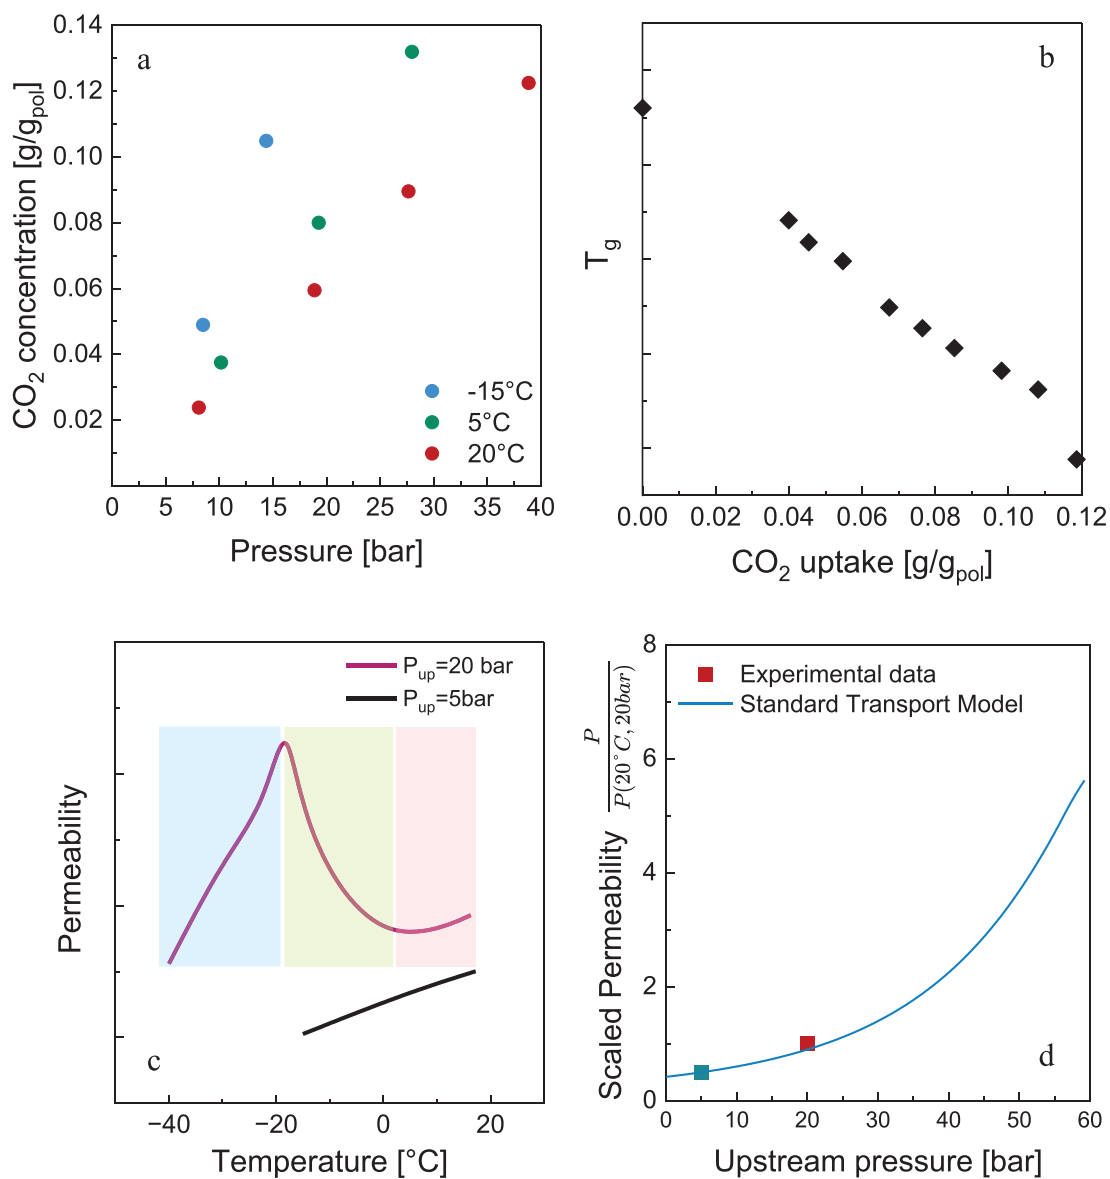 a
CO2 concentration [g/gpol]
0.14
0.12
0.10
0.08
0.06
0.04
0.02
0 5 10 15 20 25 30 35 40
Pressure [bar]
-15°C
5°C
20°C
b
Tg
0.00 0.02 0.04 0.06 0.08 0.10 0.12
CO2 uptake [g/gpol]
c
Permeability
Pup=20 bar
Pup=5bar
−40 −20 0 20
Temperature [°C]
d
Scaled Permeability P / P(20°C, 20bar)
8
6
4
2
0
Experimental data
Standard Transport Model
0 10 20 30 40 50 60
Upstream pressure [bar]